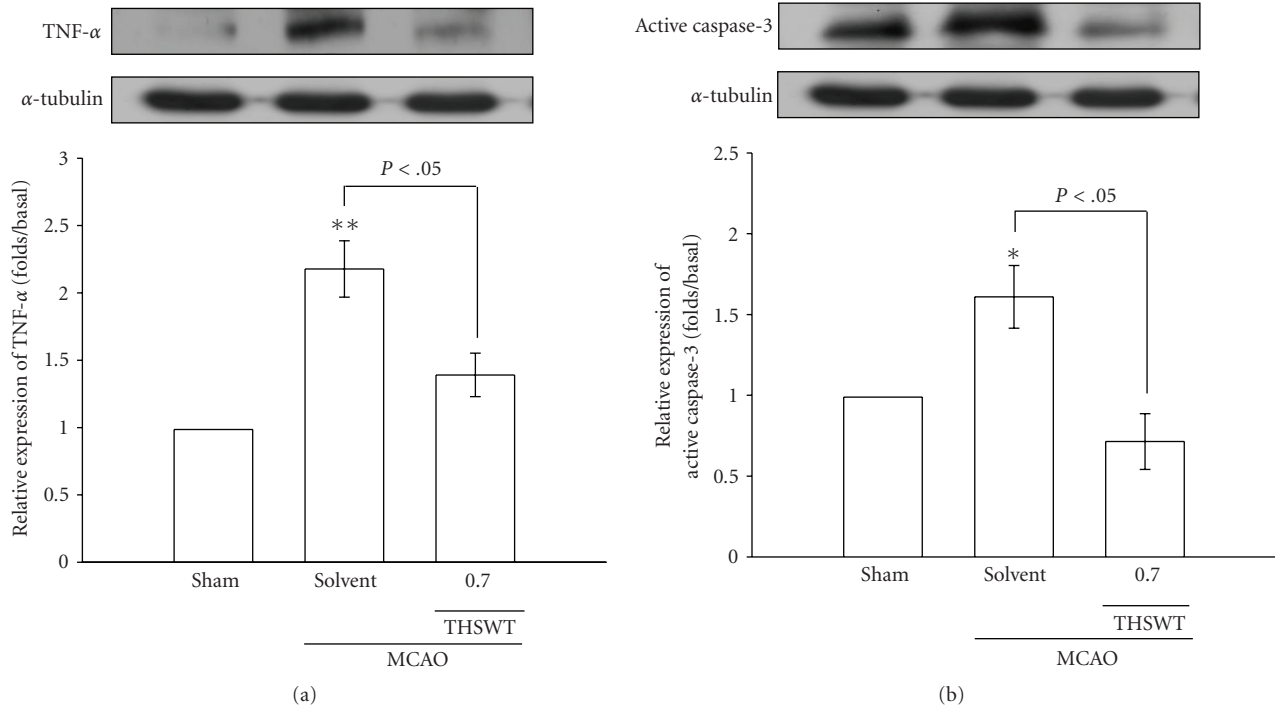 TNF-α
α-tubulin
Relative expression of TNF-α (folds/basal)
3
2.5
2
1.5
1
0.5
0
P < .05
**
Sham
Solvent
0.7
THSWT
MCAO
(a)
Active caspase-3
α-tubulin
Relative expression of
active caspase-3 (folds/basal)
2.5
2
1.5
1
0.5
0
P < .05
*
Sham
Solvent
0.7
THSWT
MCAO
(b)